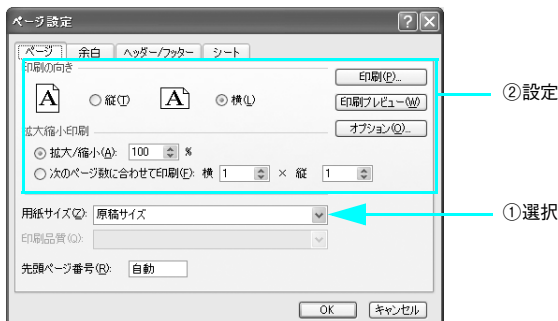 ページ設定
ページ 余白 ヘッダー/フッター シート
印刷の向き
A 縦(T) A 横(L)
拡大縮小印刷
拡大/縮小(A): 100 %
次のページ数に合わせて印刷(F): 横 1 × 縦 1
印刷(P)...
印刷プレビュー(W)
オプション(O)...
②設定
用紙サイズ(Z): 原稿サイズ
①選択
印刷品質(Q):
先頭ページ番号(R): 自動
OK キャンセル